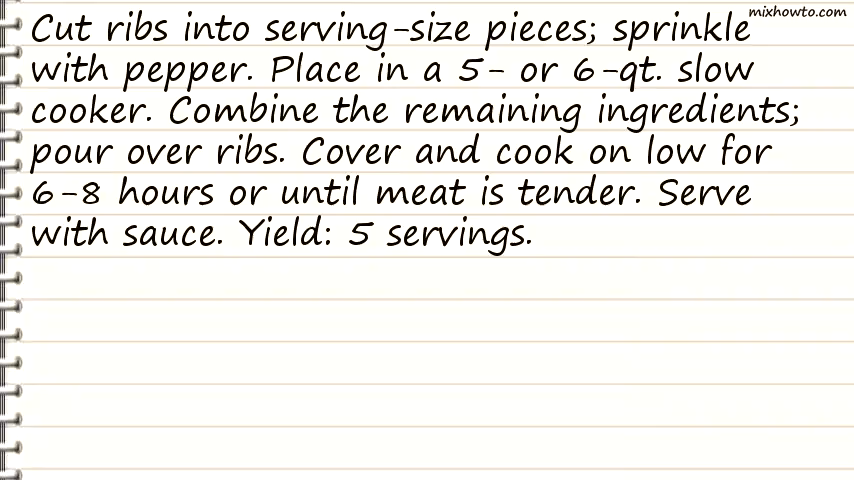 mixhowto.com
Cut ribs into serving-size pieces; sprinkle
with pepper. Place in a 5- or 6-qt. slow
cooker. Combine the remaining ingredients;
pour over ribs. Cover and cook on low for
6-8 hours or until meat is tender. Serve
with sauce. Yield: 5 servings.